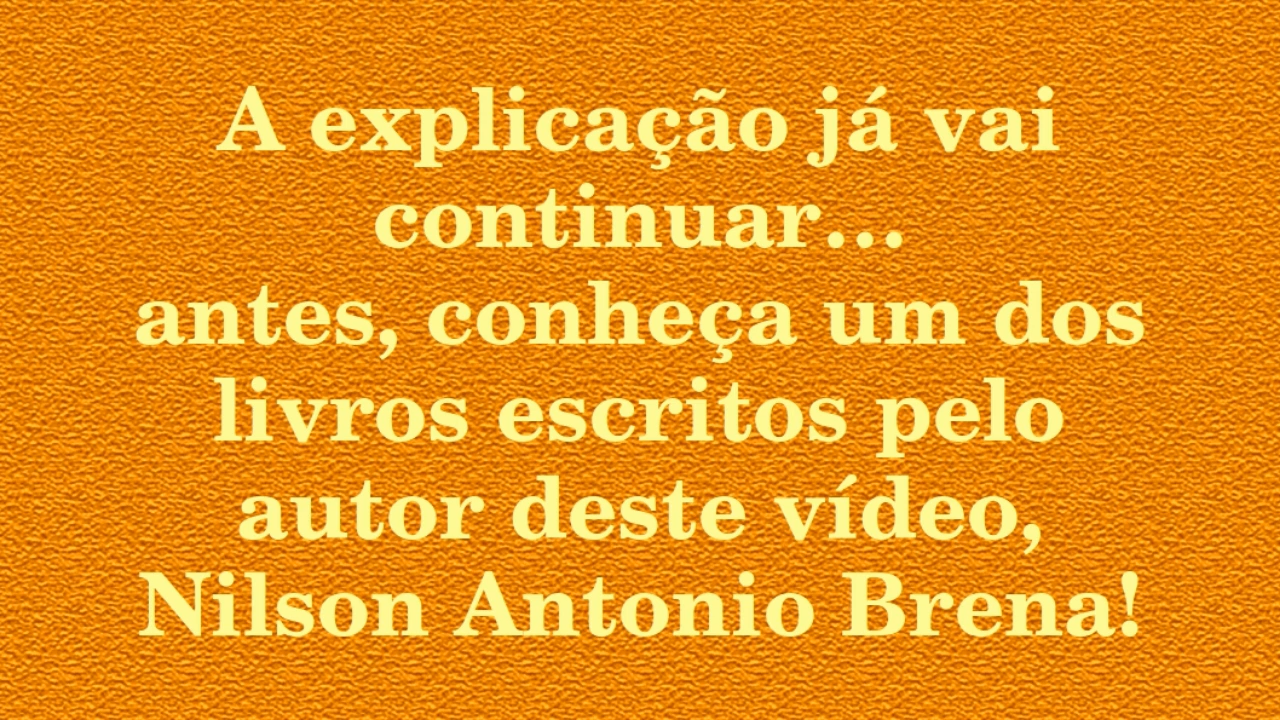 A explicação já vai
continuar...
antes, conheça um dos
livros escritos pelo
autor deste vídeo,
Nilson Antonio Brena!